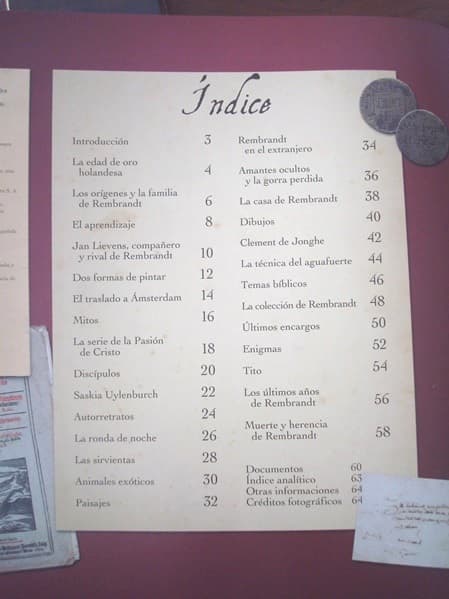 Índice
Introducción 3
La edad de oro
holandesa 4
Los orígenes y la familia
de Rembrandt 6
El aprendizaje 8
Jan Lievens, compañero
y rival de Rembrandt 10
Dos formas de pintar 12
El traslado a Ámsterdam 14
Mitos 16
La serie de la Pasión
de Cristo 18
Discípulos 20
Saskia Uylenburch 22
Autorretratos 24
La ronda de noche 26
Las sirvientas 28
Animales exóticos 30
Paisajes 32
Rembrandt
en el extranjero 34
Amantes ocultos
y la gorra perdida 36
La casa de Rembrandt 38
Dibujos 40
Clement de Jonghe 42
La técnica del aguafuerte 44
Temas bíblicos 46
La colección de Rembrandt 48
Últimos encargos 50
Enigmas 52
Tito 54
Los últimos años
de Rembrandt 56
Muerte y herencia
de Rembrandt 58
Documentos 60
Índice analítico 63
Otras informaciones 64
Créditos fotográficos 64